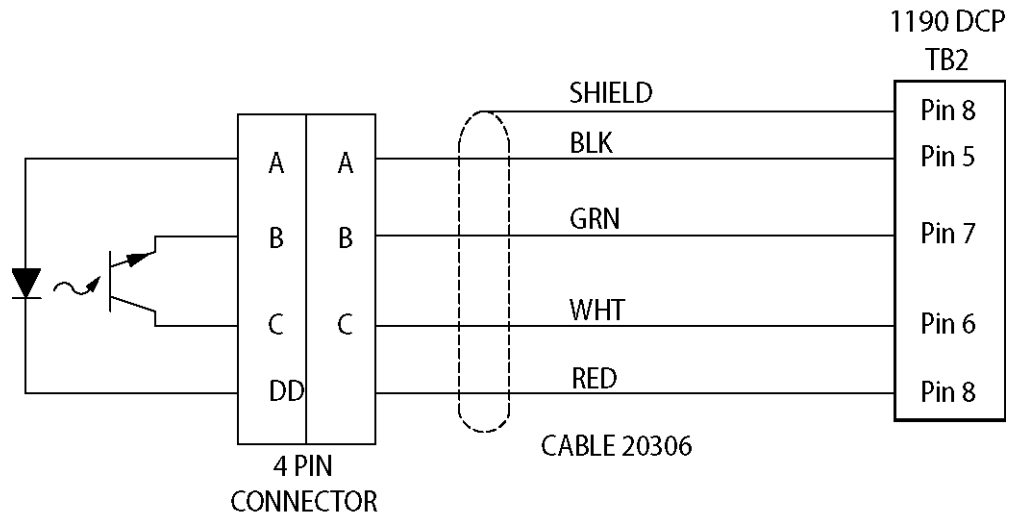 1190 DCP
TB2
SHIELD
Pin 8
BLK
A
A
Pin 5
GRN
B
B
Pin 7
WHT
C
C
Pin 6
RED
DD
Pin 8
CABLE 20306
4 PIN
CONNECTOR